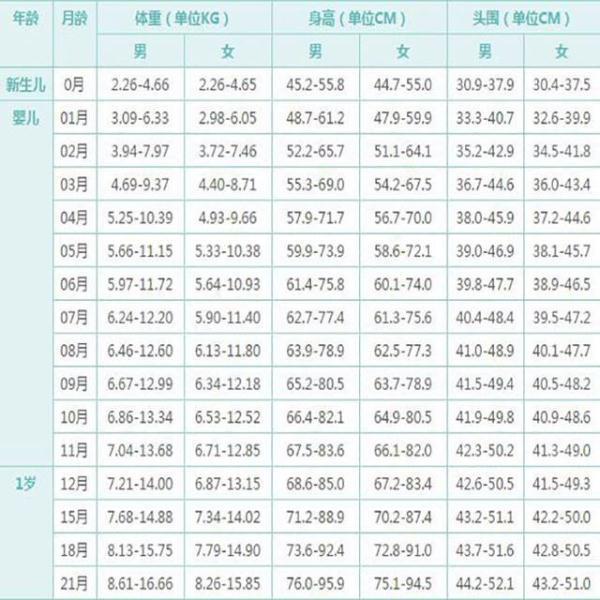 年龄 月龄 体重（单位KG） 身高（单位CM） 头围（单位CM）
男 女 男 女 男 女
新生儿 0月 2.26-4.66 2.26-4.65 45.2-55.8 44.7-55.0 30.9-37.9 30.4-37.5
婴儿 01月 3.09-6.33 2.98-6.05 48.7-61.2 47.9-59.9 33.3-40.7 32.6-39.9
02月 3.94-7.97 3.72-7.46 52.2-65.7 51.1-64.1 35.2-42.9 34.5-41.8
03月 4.69-9.37 4.40-8.71 55.3-69.0 54.2-67.5 36.7-44.6 36.0-43.4
04月 5.25-10.39 4.93-9.66 57.9-71.7 56.7-70.0 38.0-45.9 37.2-44.6
05月 5.66-11.15 5.33-10.38 59.9-73.9 58.6-72.1 39.0-46.9 38.1-45.7
06月 5.97-11.72 5.64-10.93 61.4-75.8 60.1-74.0 39.8-47.7 38.9-46.5
07月 6.24-12.20 5.90-11.40 62.7-77.4 61.3-75.6 40.4-48.4 39.5-47.2
08月 6.46-12.60 6.13-11.80 63.9-78.9 62.5-77.3 41.0-48.9 40.1-47.7
09月 6.67-12.99 6.34-12.18 65.2-80.5 63.7-78.9 41.5-49.4 40.5-48.2
10月 6.86-13.34 6.53-12.52 66.4-82.1 64.9-80.5 41.9-49.8 40.9-48.6
11月 7.04-13.68 6.71-12.85 67.5-83.6 66.1-82.0 42.3-50.2 41.3-49.0
1岁 12月 7.21-14.00 6.87-13.15 68.6-85.0 67.2-83.4 42.6-50.5 41.5-49.3
15月 7.68-14.88 7.34-14.02 71.2-88.9 70.2-87.4 43.2-51.1 42.2-50.0
18月 8.13-15.75 7.79-14.90 73.6-92.4 72.8-91.0 43.7-51.6 42.8-50.5
21月 8.61-16.66 8.26-15.85 76.0-95.9 75.1-94.5 44.2-52.1 43.2-51.0